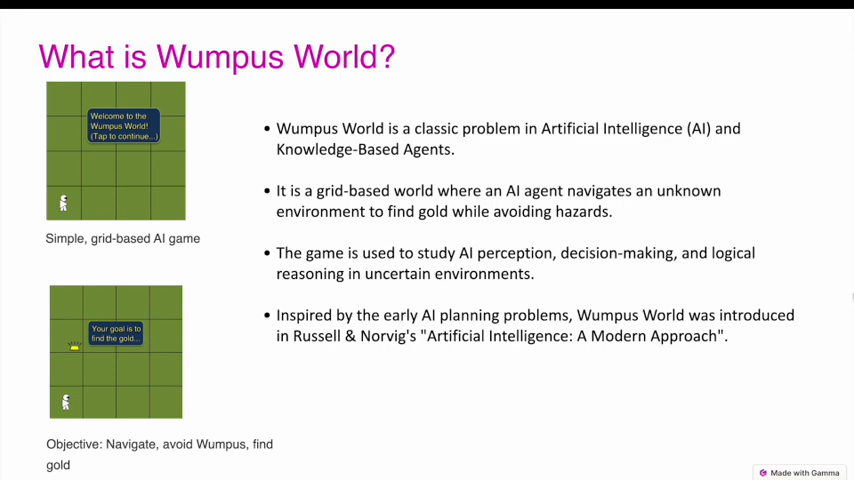 What is Wumpus World?
Welcome to the
Wumpus World!
(Tap to continue...)
Simple, grid-based AI game
Your goal is to
find the gold...
Objective: Navigate, avoid Wumpus, find
gold
• Wumpus World is a classic problem in Artificial Intelligence (AI) and
Knowledge-Based Agents.
• It is a grid-based world where an AI agent navigates an unknown
environment to find gold while avoiding hazards.
• The game is used to study AI perception, decision-making, and logical
reasoning in uncertain environments.
• Inspired by the early AI planning problems, Wumpus World was introduced
in Russell & Norvig's "Artificial Intelligence: A Modern Approach".
Made with Gamma